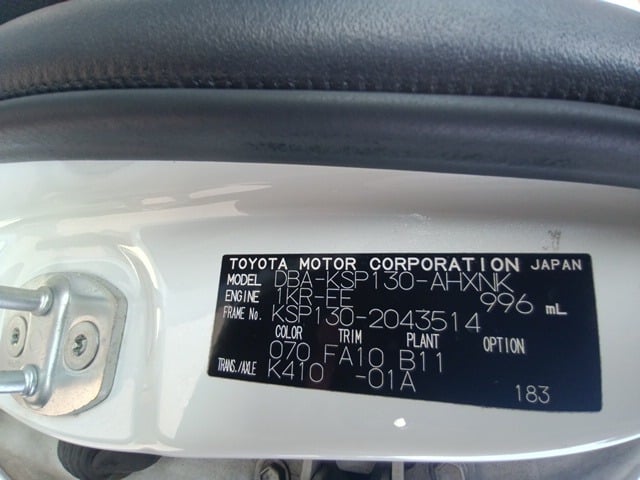 TOYOTA MOTOR CORPORATION JAPAN
MODEL DBA-KSP130-AHXNK
ENGINE 1KR-FE 996 mL
FRAME No. KSP130-2043514
COLOR TRIM PLANT OPTION
070 FA10 B11
TRANS./AXLE K410 -01A
183